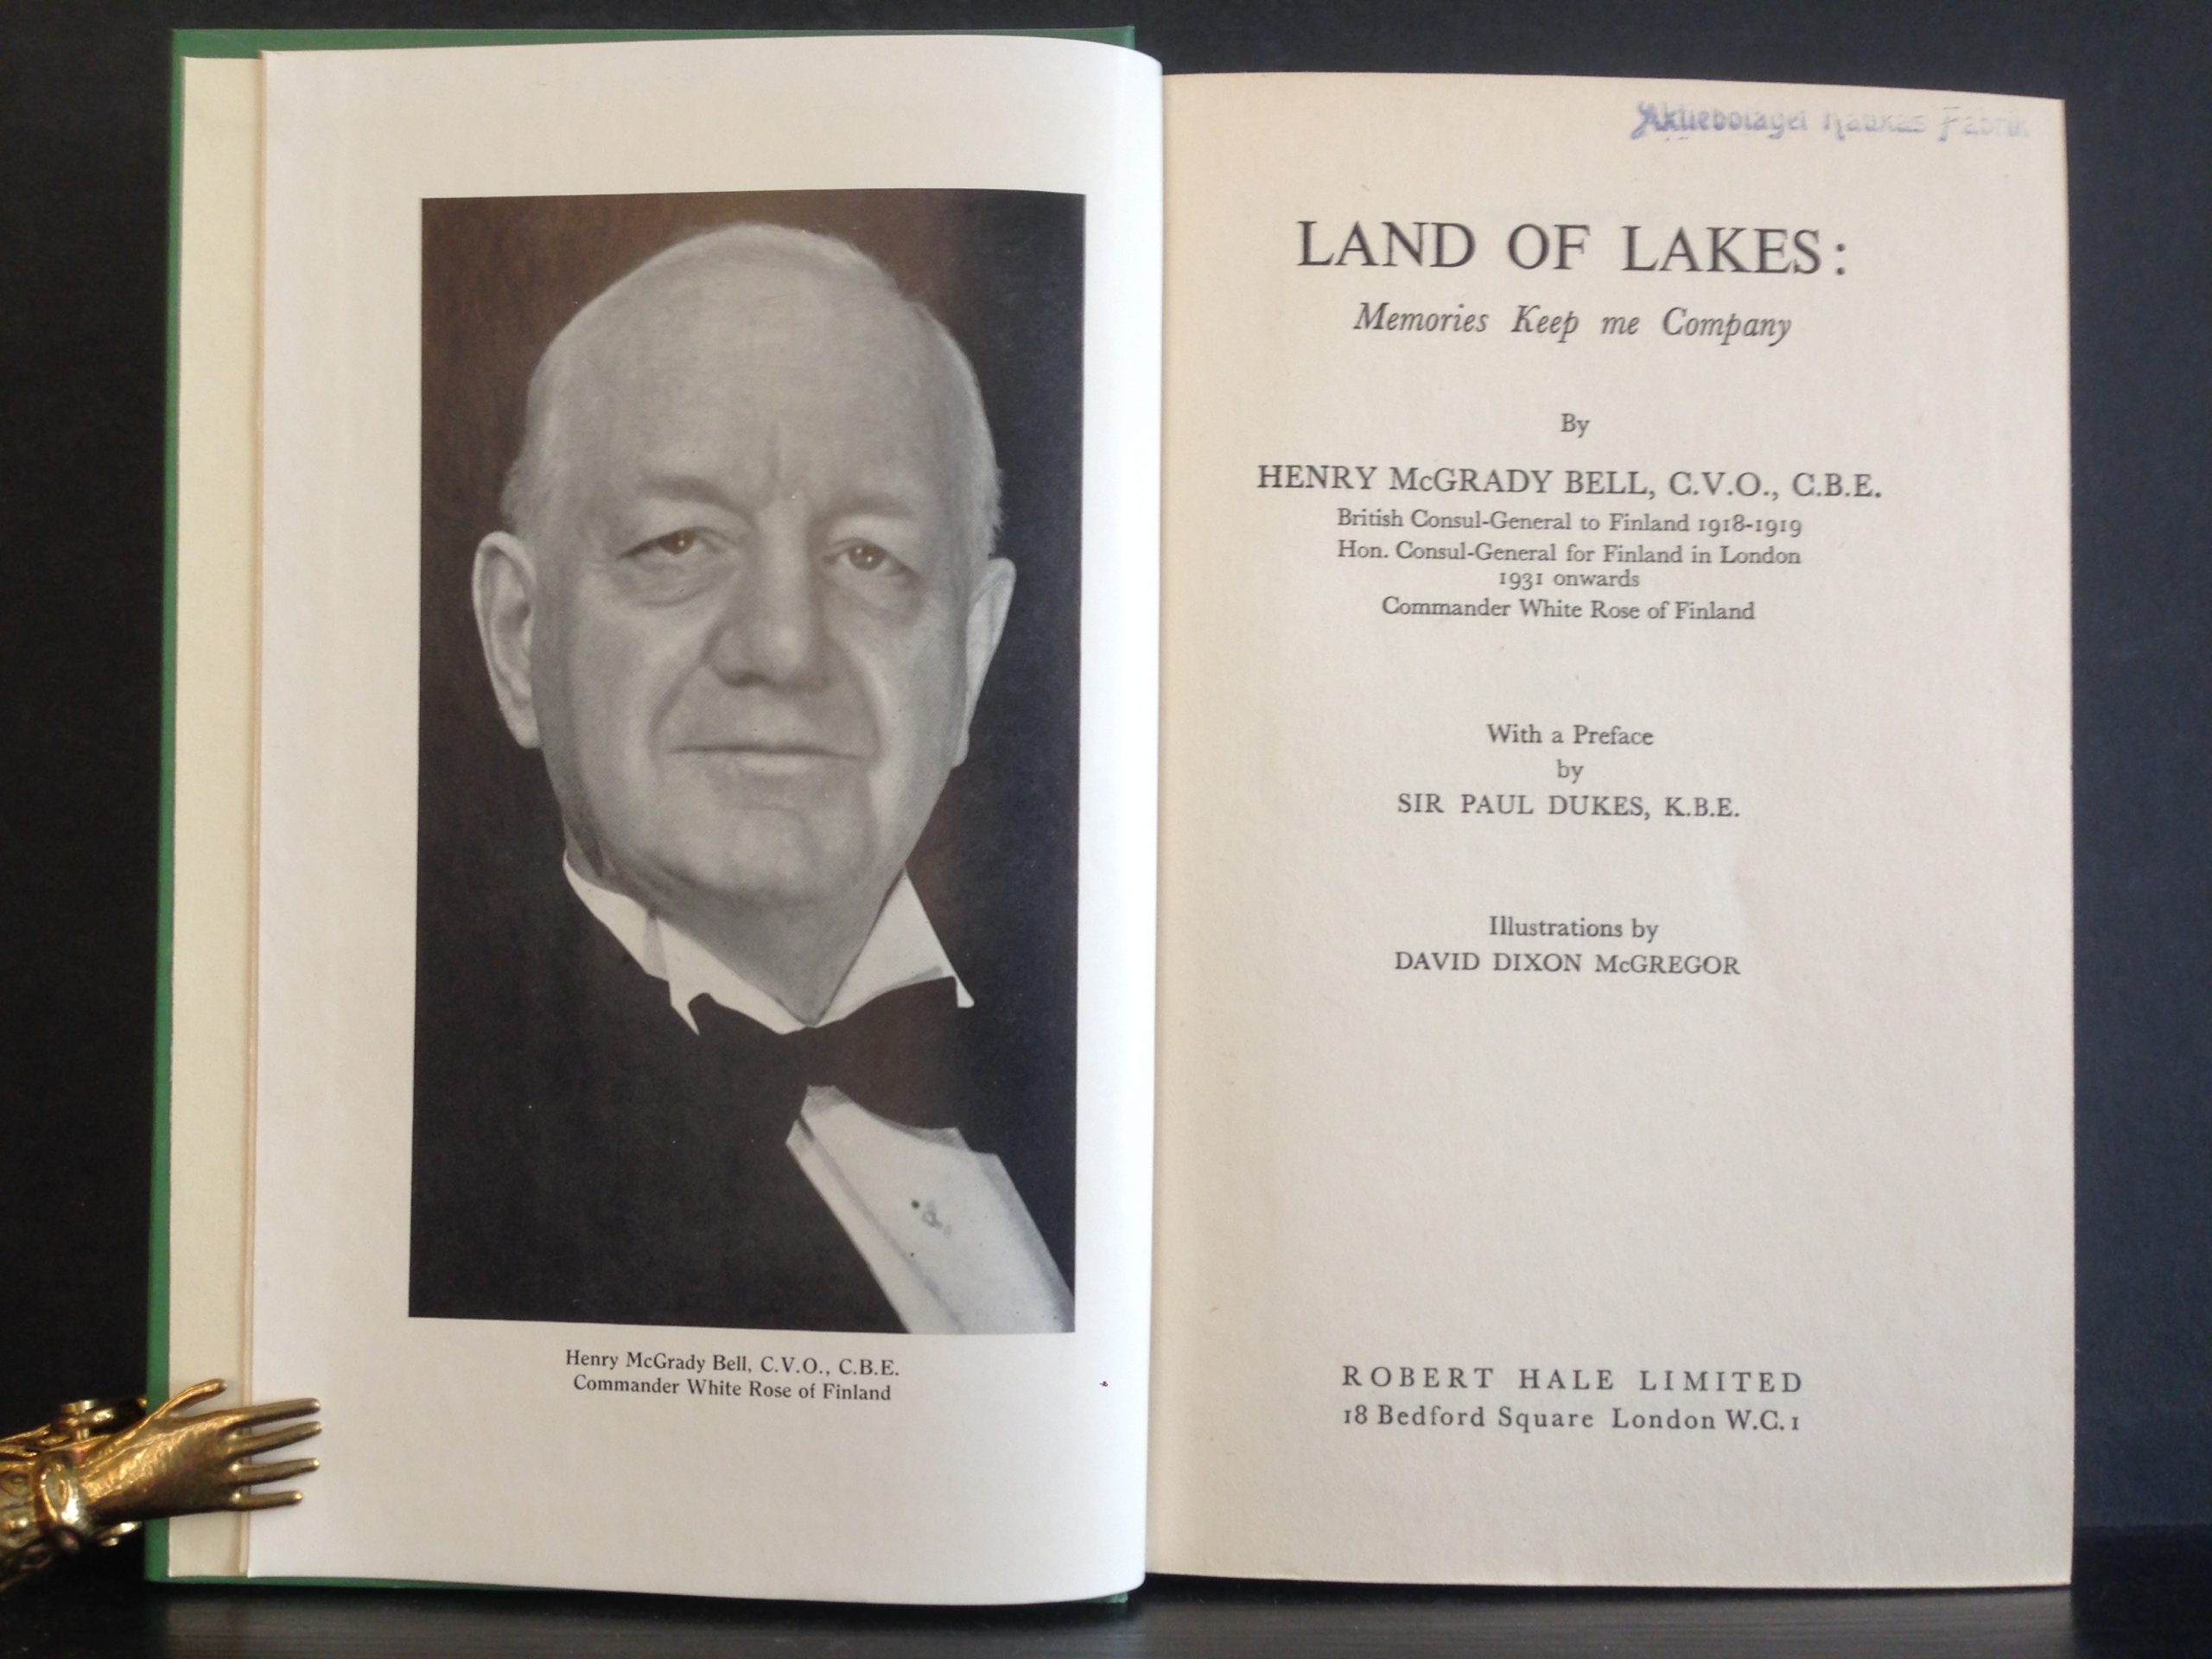 Henry McGrady Bell, C.V.O., C.B.E.
Commander White Rose of Finland
Aktiebolaget Kaukas Fabrik
LAND OF LAKES:
Memories Keep me Company
By
HENRY McGRADY BELL, C.V.O., C.B.E.
British Consul-General to Finland 1918-1919
Hon. Consul-General for Finland in London
1931 onwards
Commander White Rose of Finland
With a Preface
by
SIR PAUL DUKES, K.B.E.
Illustrations by
DAVID DIXON McGREGOR
ROBERT HALE LIMITED
18 Bedford Square London W.C.1